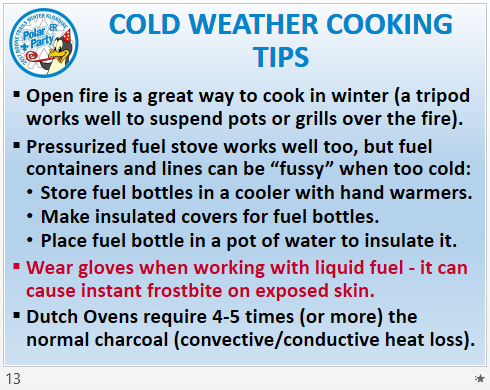 Polar
Party
COLD WEATHER COOKING
TIPS
▪ Open fire is a great way to cook in winter (a tripod
works well to suspend pots or grills over the fire).
▪ Pressurized fuel stove works well too, but fuel
containers and lines can be “fussy” when too cold:
• Store fuel bottles in a cooler with hand warmers.
• Make insulated covers for fuel bottles.
• Place fuel bottle in a pot of water to insulate it.
▪ Wear gloves when working with liquid fuel - it can
cause instant frostbite on exposed skin.
▪ Dutch Ovens require 4-5 times (or more) the
normal charcoal (convective/conductive heat loss).
13